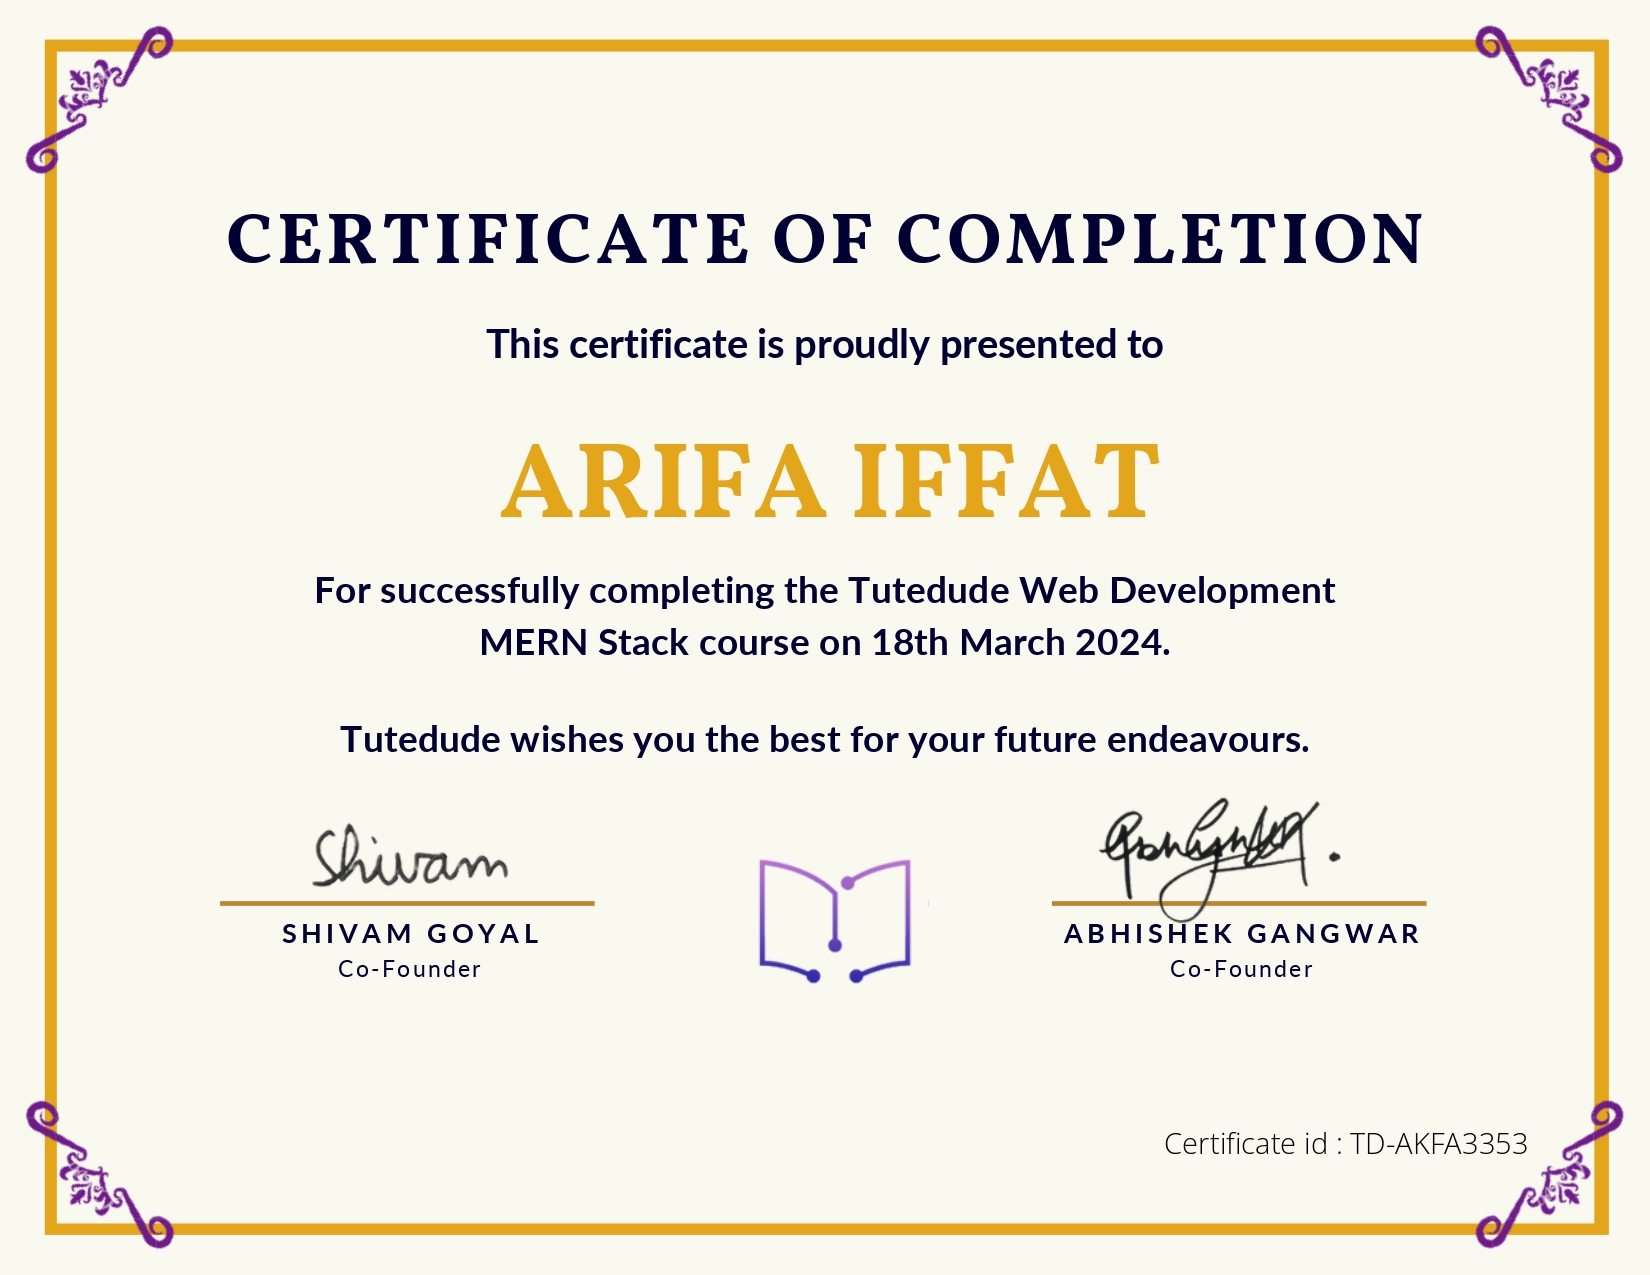 CERTIFICATE OF COMPLETION
This certificate is proudly presented to
ARIFA IFFAT
For successfully completing the Tutedude Web Development
MERN Stack course on 18th March 2024.
Tutedude wishes you the best for your future endeavours.
Shivam
SHIVAM GOYAL
Co-Founder
ABHISHEK GANGWAR
Co-Founder
Certificate id : TD-AKFA3353